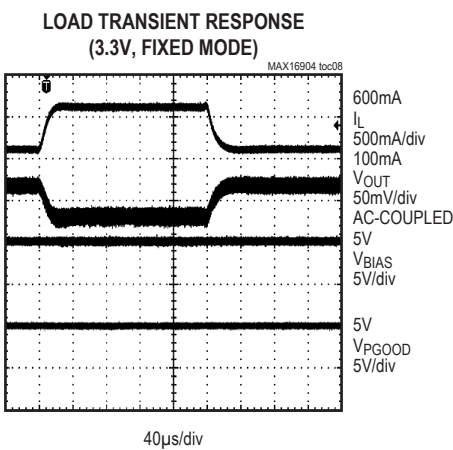 LOAD TRANSIENT RESPONSE
(3.3V, FIXED MODE)
MAX16904 toc08
T
600mA
IL
500mA/div
100mA
VOUT
50mV/div
AC-COUPLED
5V
VBIAS
5V/div
5V
VPGOOD
5V/div
40µs/div